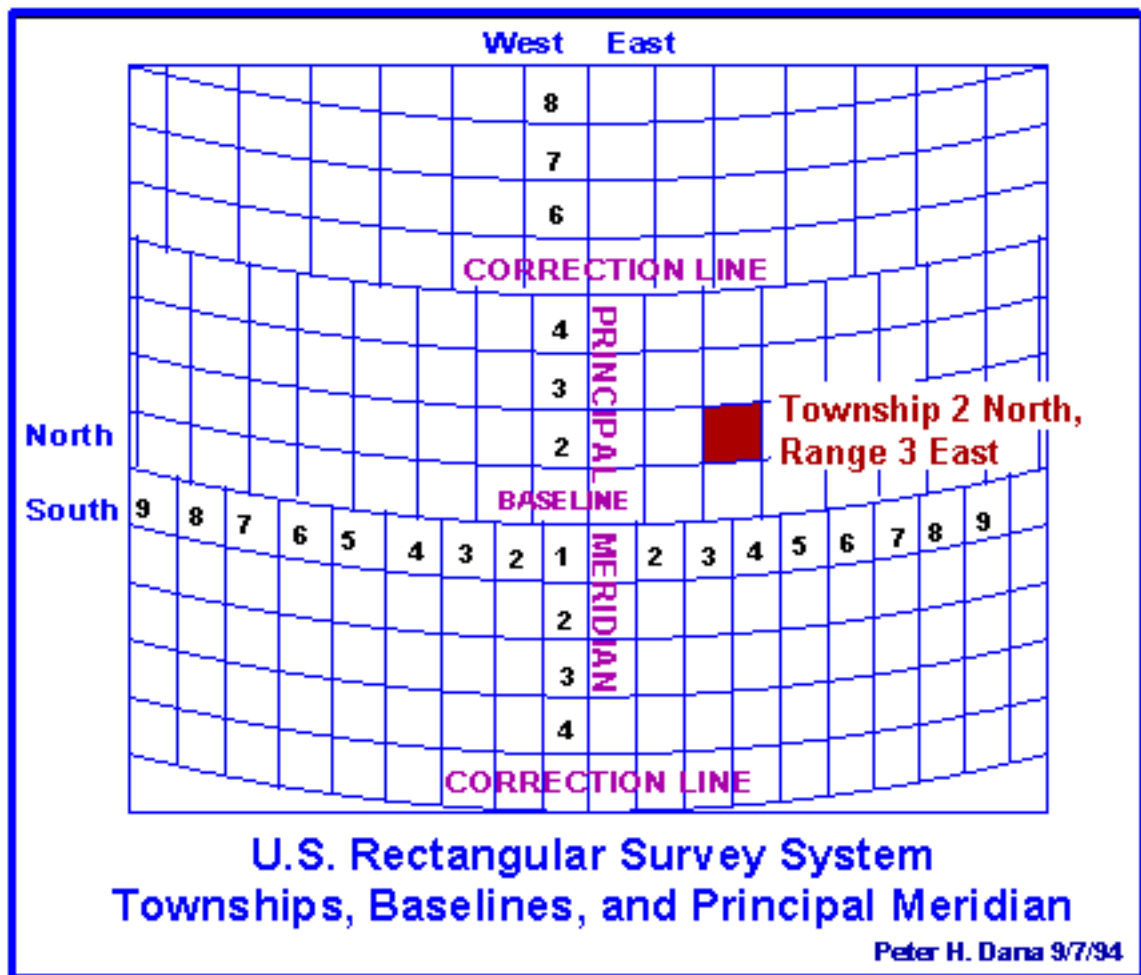 West East
8
7
6
CORRECTION LINE
PRINCIPAL
4
3
Township 2 North,
North
2
Range 3 East
BASELINE
South
9 8 7 6 5 4 3 2 1 2 3 4 5 6 7 8 9
MERIDIAN
2
3
4
CORRECTION LINE
U.S. Rectangular Survey System
Townships, Baselines, and Principal Meridian
Peter H. Dana 9/7/94